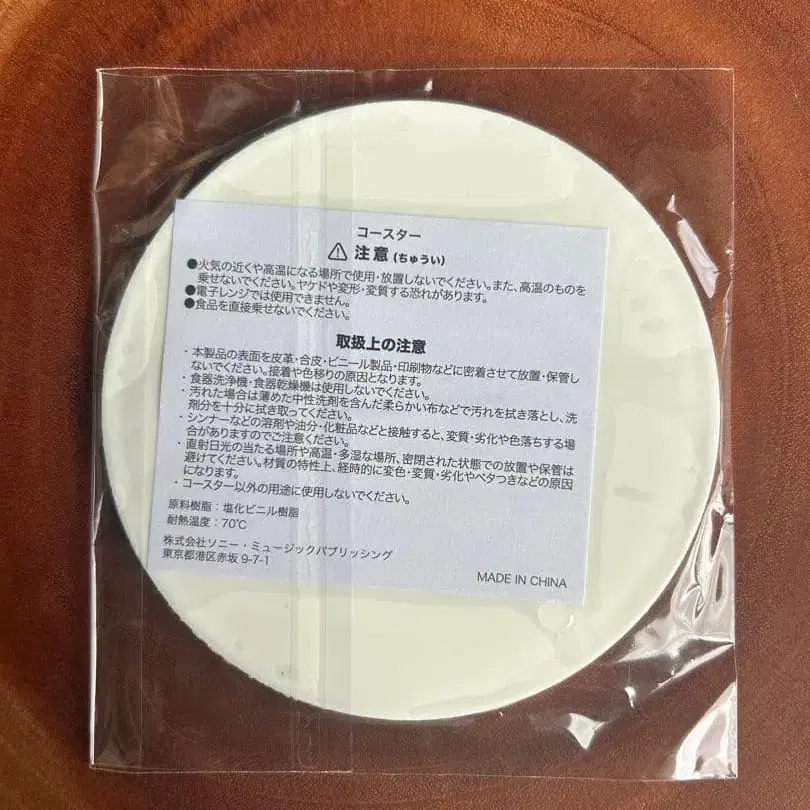 コースター
⚠注意(ちゅうい)
●火気の近くや高温になる場所で使用・放置しないでください。また、高温のものを
乗せないでください。ヤケドや変形・変質する恐れがあります。
●電子レンジでは使用できません。
●食品を直接乗せないでください。
取扱上の注意
・本製品の表面を皮革・合皮・ビニール製品・印刷物などに密着させて放置・保管し
ないでください。接着や色移りの原因となります。
・食器洗浄機・食器乾燥機は使用しないでください。
・汚れた場合は薄めた中性洗剤を含んだ柔らかい布などで汚れを拭き落とし、洗
剤分を十分に拭き取ってください。
・シンナーなどの溶剤や油分・化粧品などと接触すると、変質・劣化や色落ちする場
合がありますのでご注意ください。
・直射日光の当たる場所や高温・多湿な場所、密閉された状態での放置や保管は
避けてください。材質の特性上、経時的に変色・変質・劣化やベタつきなどの原因
になります。
・コースター以外の用途に使用しないでください。
原料樹脂：塩化ビニル樹脂
耐熱温度：70℃
株式会社ソニー・ミュージックパブリッシング
東京都港区赤坂 9-7-1
MADE IN CHINA